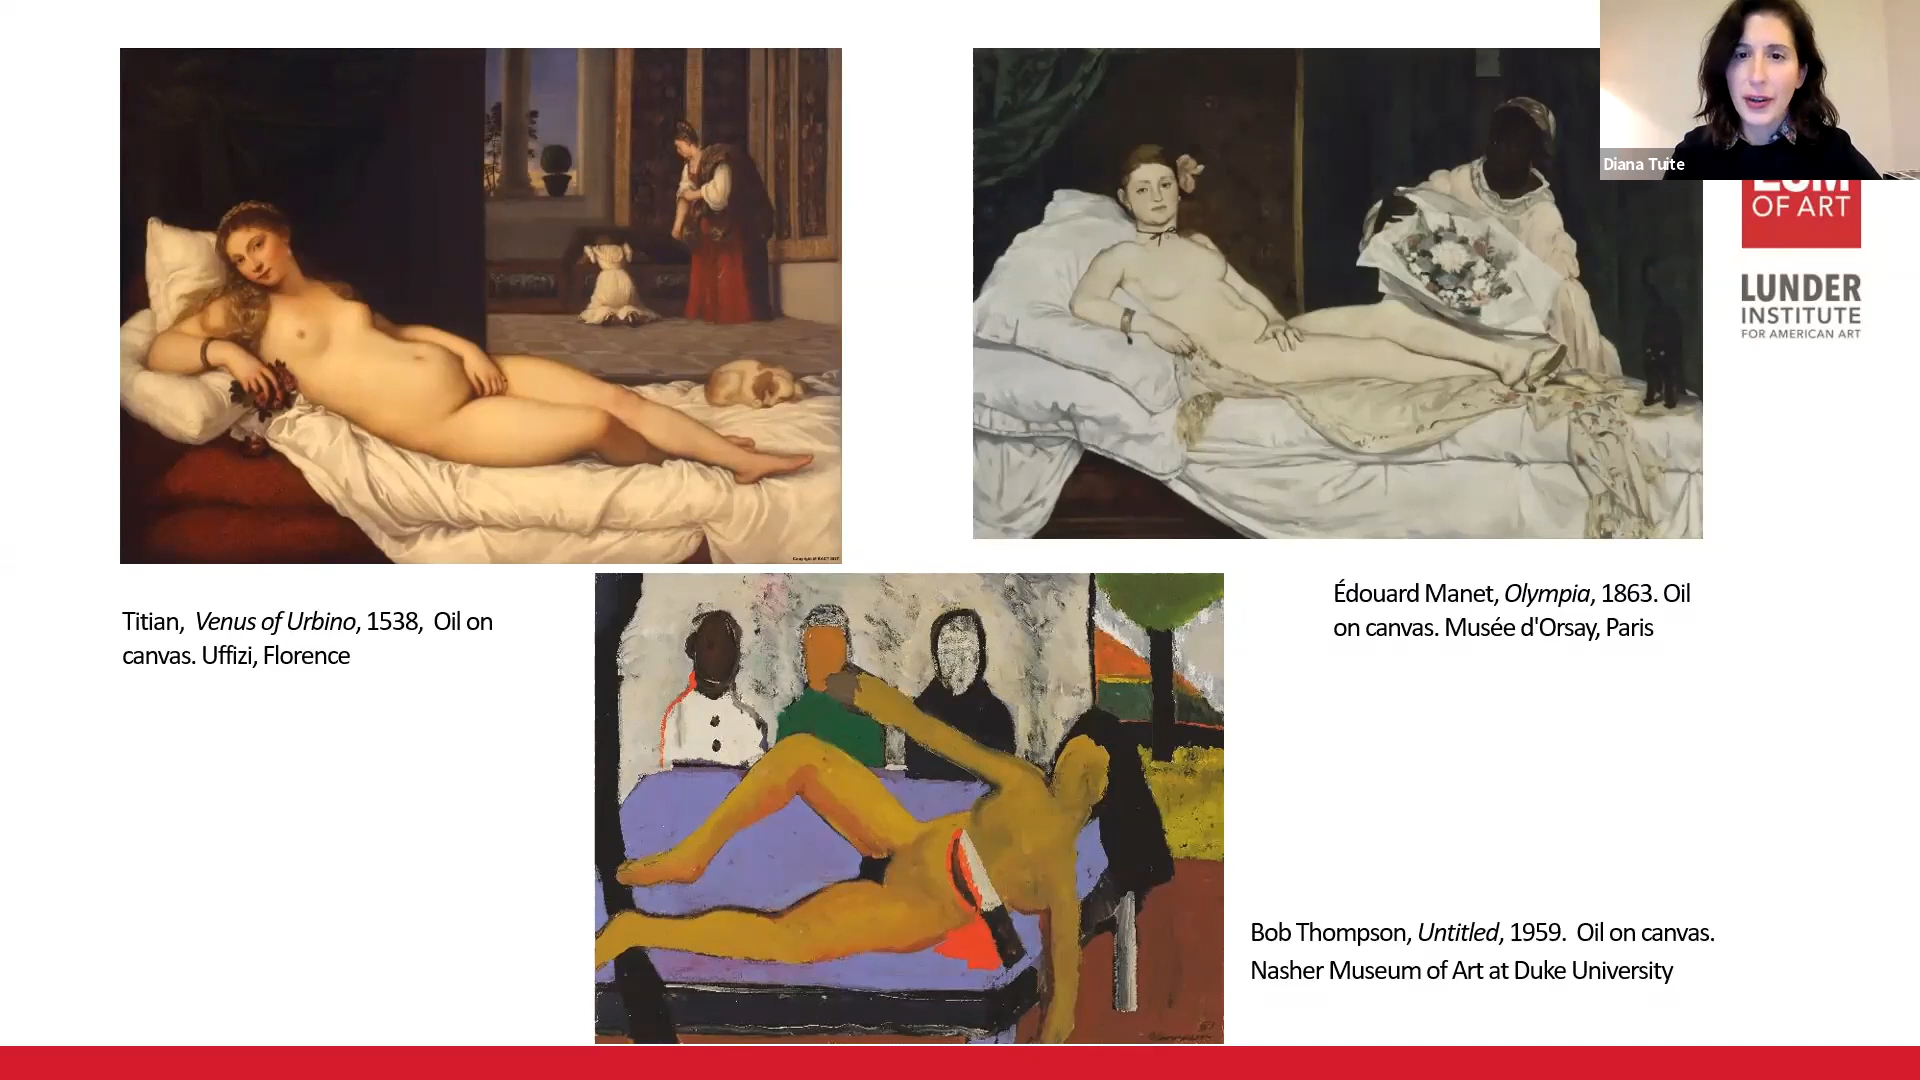 Diana Tuite
OF ART
LUNDER
INSTITUTE
FOR AMERICAN ART
Titian, Venus of Urbino, 1538, Oil on
canvas. Uffizi, Florence
Édouard Manet, Olympia, 1863. Oil
on canvas. Musée d'Orsay, Paris
Bob Thompson, Untitled, 1959. Oil on canvas.
Nasher Museum of Art at Duke University